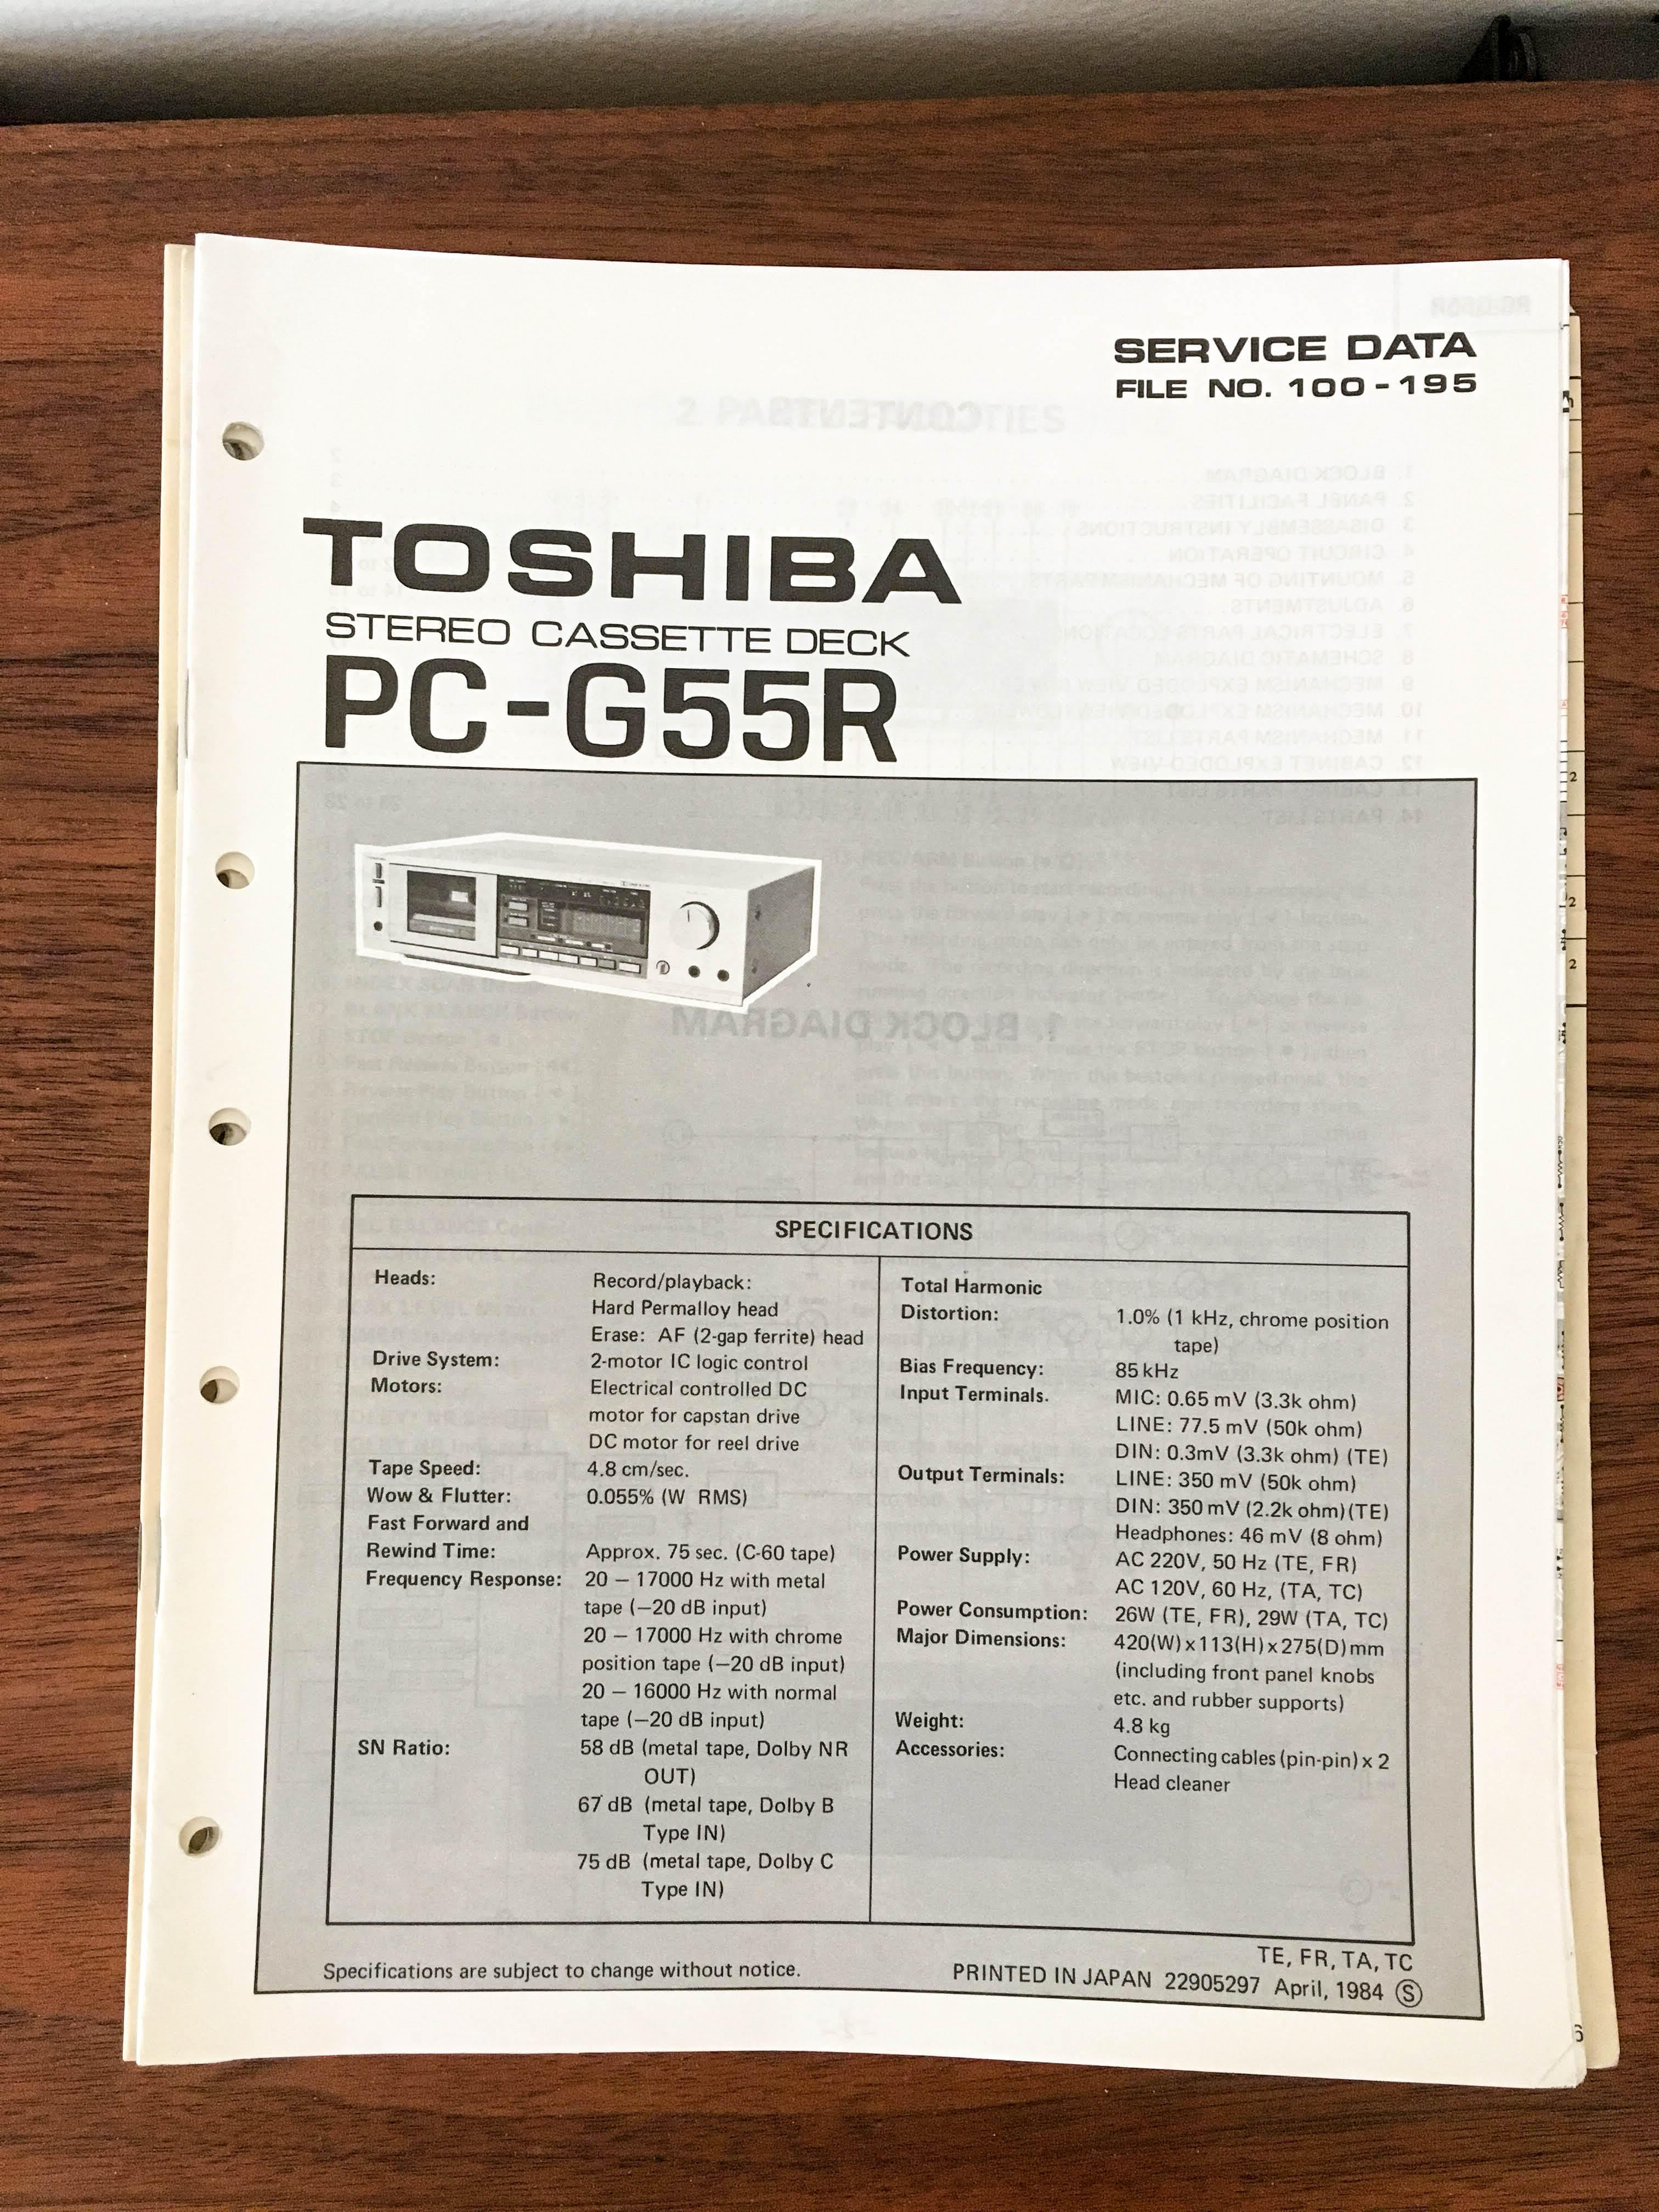 SERVICE DATA
FILE NO. 100-195
TOSHIBA
STEREO CASSETTE DECK
PC-G55R
SPECIFICATIONS
Heads: Record/playback:
Hard Permalloy head
Erase: AF (2-gap ferrite) head
Drive System: 2-motor IC logic control
Motors: Electrical controlled DC
motor for capstan drive
DC motor for reel drive
Tape Speed: 4.8 cm/sec.
Wow & Flutter: 0.055% (W RMS)
Fast Forward and
Rewind Time: Approx. 75 sec. (C-60 tape)
Frequency Response: 20 – 17000 Hz with metal
tape (–20 dB input)
20 – 17000 Hz with chrome
position tape (–20 dB input)
20 – 16000 Hz with normal
tape (–20 dB input)
SN Ratio: 58 dB (metal tape, Dolby NR
OUT)
67 dB (metal tape, Dolby B
Type IN)
75 dB (metal tape, Dolby C
Type IN)
Total Harmonic
Distortion: 1.0% (1 kHz, chrome position
tape)
Bias Frequency: 85 kHz
Input Terminals. MIC: 0.65 mV (3.3k ohm)
LINE: 77.5 mV (50k ohm)
DIN: 0.3mV (3.3k ohm) (TE)
Output Terminals: LINE: 350 mV (50k ohm)
DIN: 350 mV (2.2k ohm) (TE)
Headphones: 46 mV (8 ohm)
Power Supply: AC 220V, 50 Hz (TE, FR)
AC 120V, 60 Hz, (TA, TC)
Power Consumption: 26W (TE, FR), 29W (TA, TC)
Major Dimensions: 420(W) x 113(H) x 275(D) mm
(including front panel knobs
etc. and rubber supports)
Weight: 4.8 kg
Accessories: Connecting cables (pin-pin) x 2
Head cleaner
Specifications are subject to change without notice.
TE, FR, TA, TC
PRINTED IN JAPAN 22905297 April, 1984 Ⓢ